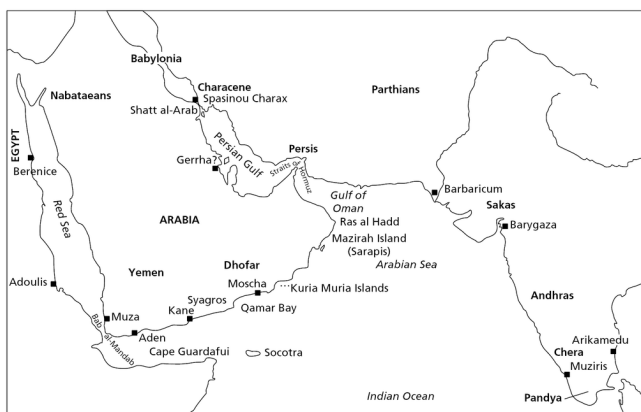 Babylonia
Nabataeans
Characene
Spasinou Charax
Shatt al-Arab
Parthians
EGYPT
Berenice
Red Sea
Gerrha?
Persian Gulf
Persis
Straits of Hormuz
Gulf of
Oman
Ras al Hadd
Mazirah Island
(Sarapis)
Arabian Sea
Barbaricum
Sakas
Barygaza
ARABIA
Adoulis
Yemen
Dhofar
Moscha
Kuria Muria Islands
Syagros
Qamar Bay
Kane
Muza
Aden
Bab al-Mandab
Cape Guardafui
Socotra
Andhras
Arikamedu
Chera
Muziris
Pandya
Indian Ocean